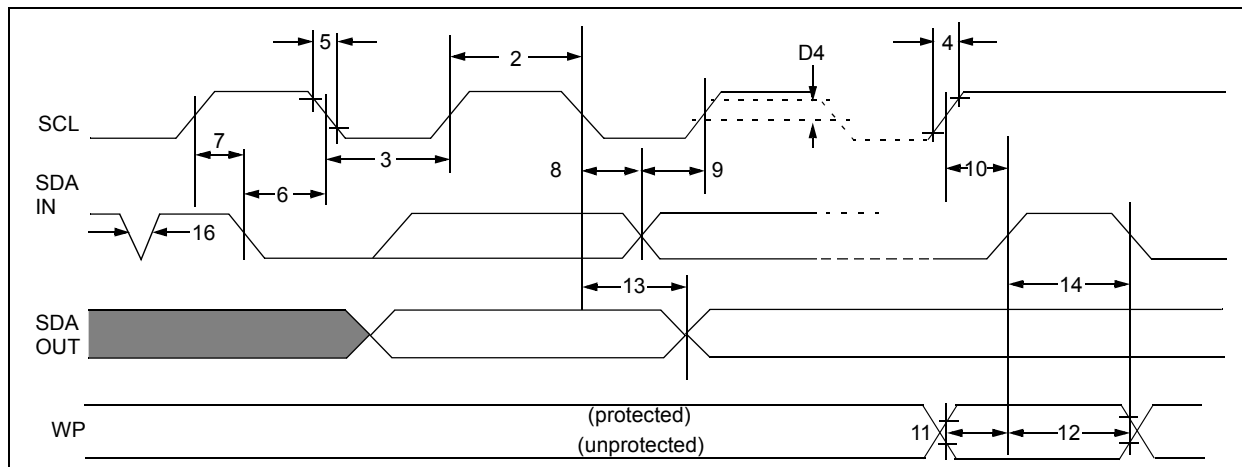 5
2
D4
4
SCL
7
3
8
9
10
SDA
IN
6
16
13
14
SDA
OUT
WP
(protected)
(unprotected)
11
12